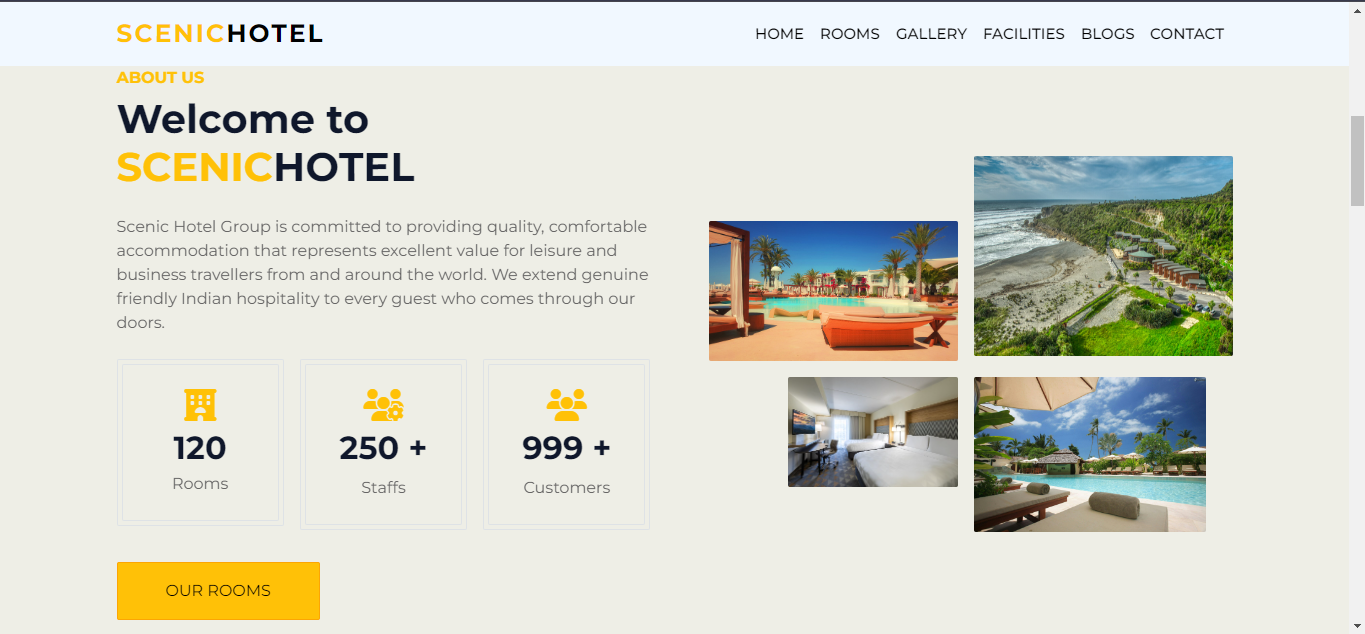 SCENICHOTEL
HOME ROOMS GALLERY FACILITIES BLOGS CONTACT
ABOUT US
Welcome to
SCENICHOTEL
Scenic Hotel Group is committed to providing quality, comfortable
accommodation that represents excellent value for leisure and
business travellers from and around the world. We extend genuine
friendly Indian hospitality to every guest who comes through our
doors.
120
Rooms
250 +
Staffs
999 +
Customers
OUR ROOMS